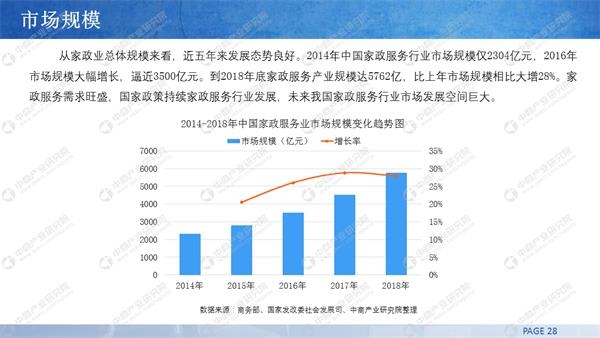 市场规模
从家政业总体规模来看，近五年来发展态势良好。2014年中国家政服务行业市场规模仅2304亿元，2016年
市场规模大幅增长，逼近3500亿元。到2018年底家政服务产业规模达5762亿，比上年市场规模相比大增28%。家
政服务需求旺盛，国家政策持续家政服务行业发展，未来我国家政服务行业市场发展空间巨大。
2014-2018年中国家政服务业市场规模变化趋势图
市场规模（亿元） 增长率
7000 35%
6000 30%
5000 25%
4000 20%
3000 15%
2000 10%
1000 5%
0 0%
2014年 2015年 2016年 2017年 2018年
数据来源：商务部、国家发改委社会发展司、中商产业研究院整理
PAGE 28
中商产业研究院